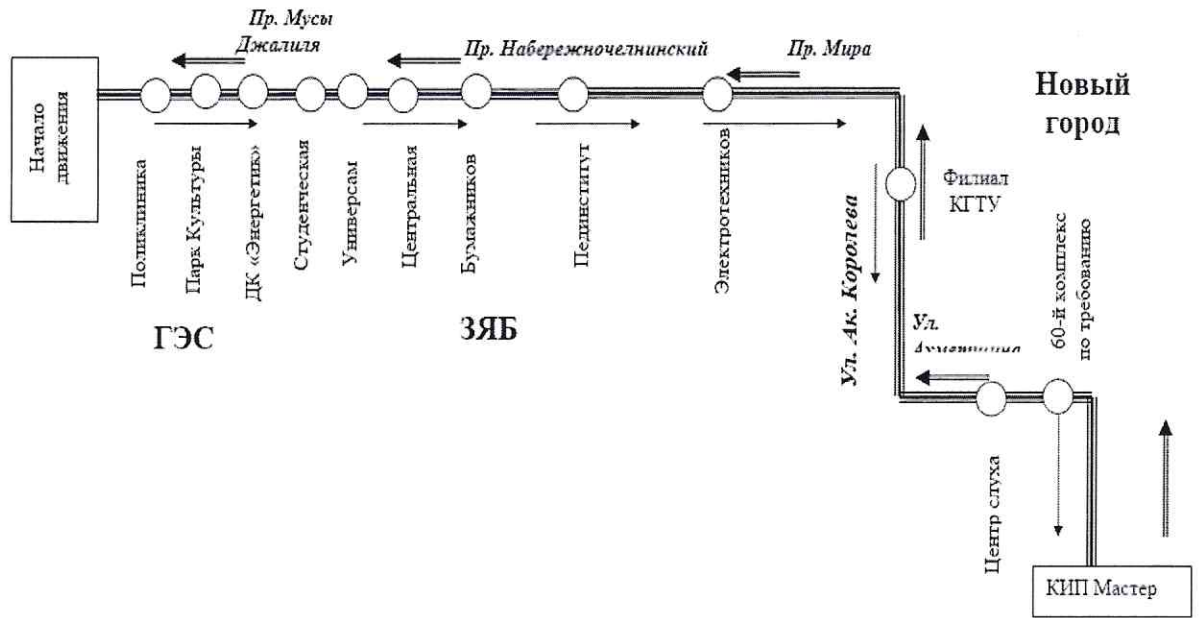 Пр. Мусы
Джалиля
Пр. Набережночелнинский
Пр. Мира
Новый
город
Начало
движения
Поликлиника
Парк Культуры
ДК «Энергетик»
Студенческая
Универсам
Центральная
Бумажников
Пединститут
Электротехников
ГЭС
ЗЯБ
Филиал
КГТУ
Ул. Ак. Королева
Ул.
60-й комплекс
по требованию
Центр слуха
КИП Мастер